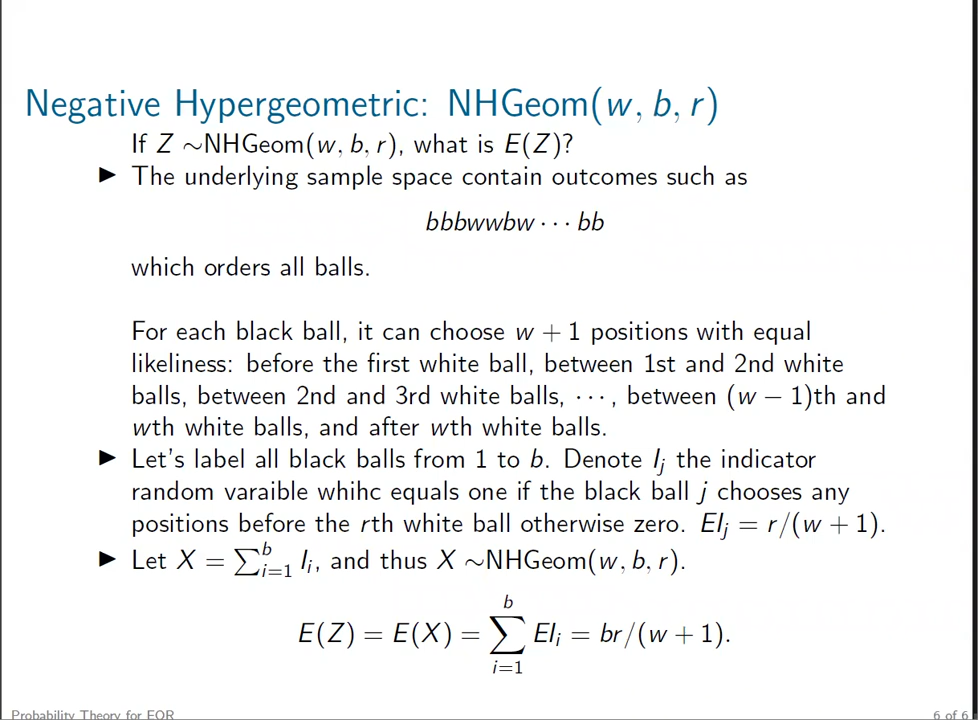 Negative Hypergeometric: NHGeom(w, b, r)
If Z ∼NHGeom(w, b, r), what is E(Z)?
▶ The underlying sample space contain outcomes such as
bbbwwbw ··· bb
which orders all balls.
For each black ball, it can choose w + 1 positions with equal
likeliness: before the first white ball, between 1st and 2nd white
balls, between 2nd and 3rd white balls, ··· , between (w − 1)th and
wth white balls, and after wth white balls.
▶ Let's label all black balls from 1 to b. Denote I_j the indicator
random varaible whihc equals one if the black ball j chooses any
positions before the rth white ball otherwise zero. EI_j = r/(w + 1).
▶ Let X = ∑_{i=1}^{b} I_i, and thus X ∼NHGeom(w, b, r).
E(Z) = E(X) = ∑_{i=1}^{b} EI_i = br/(w + 1).
Probability Theory for EOR 6 of 6